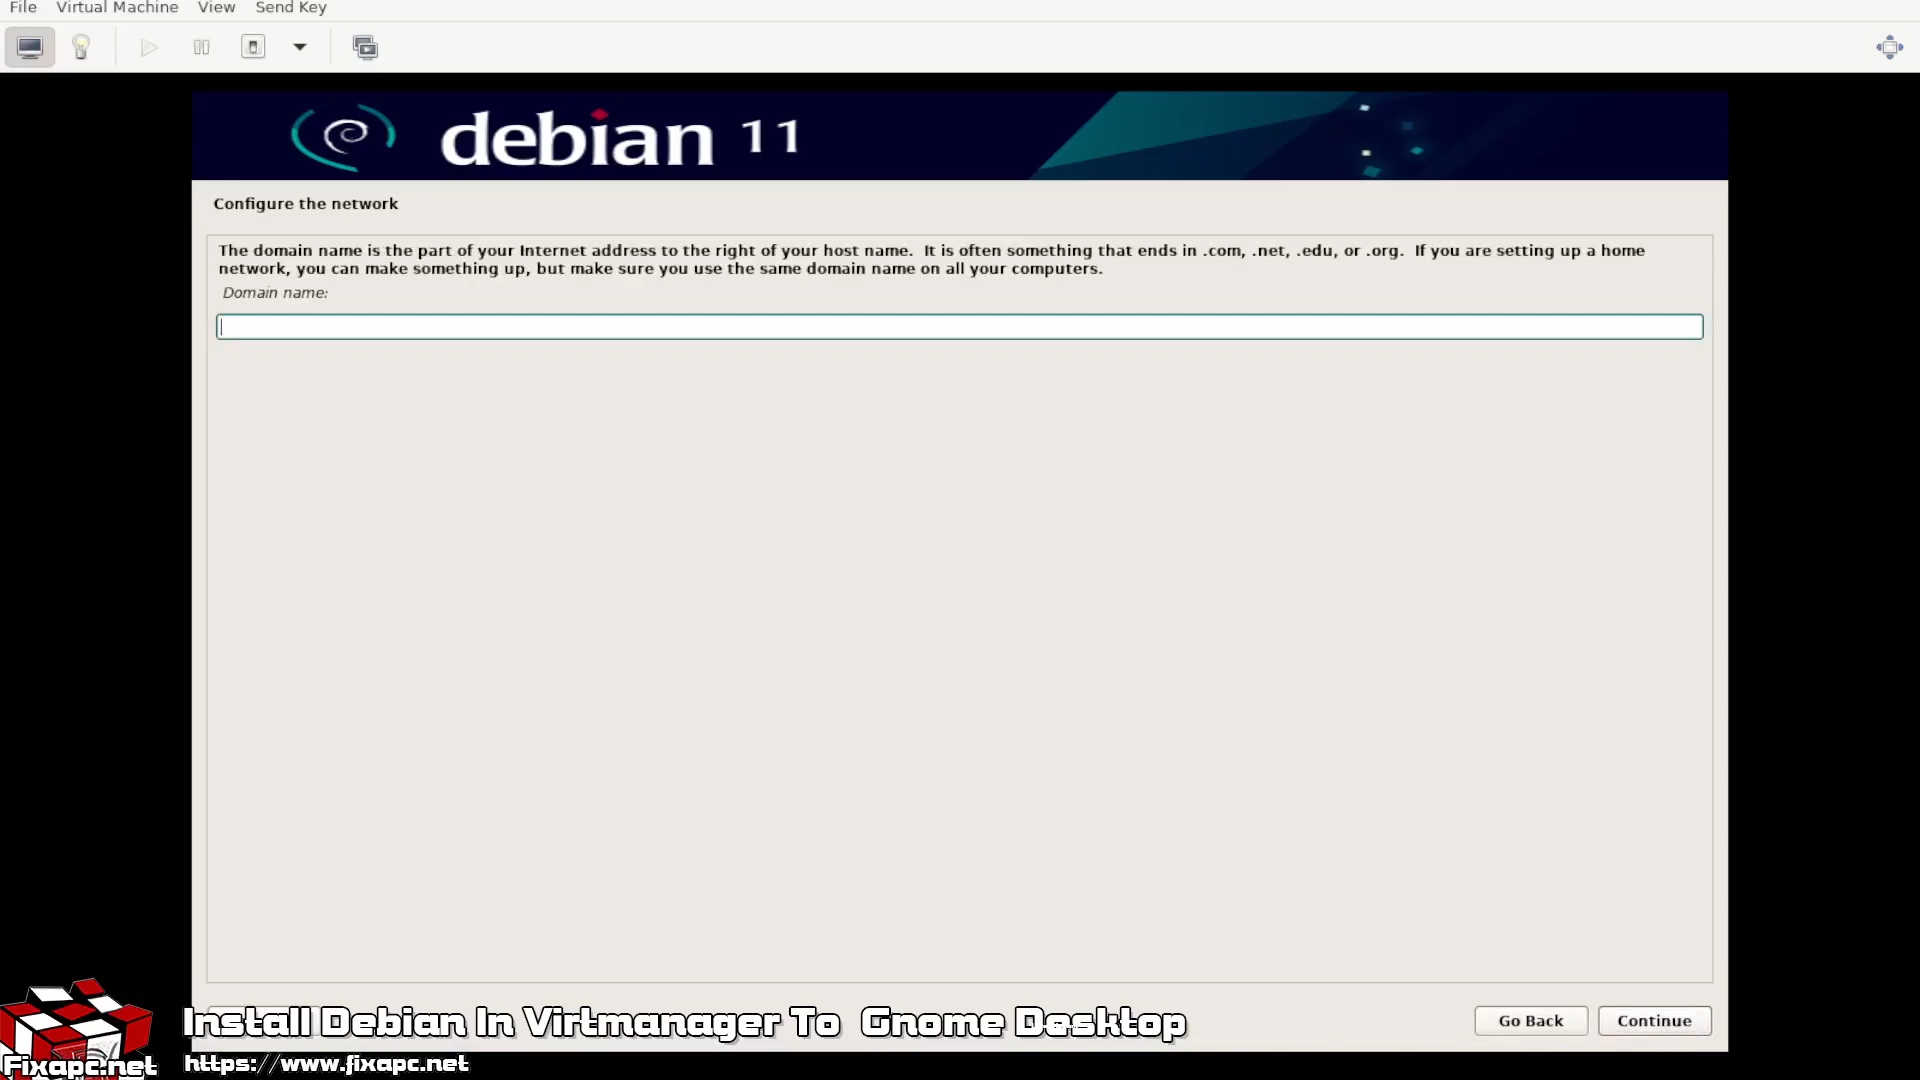 File Virtual Machine View Send Key
debian 11
Configure the network
The domain name is the part of your Internet address to the right of your host name. It is often something that ends in .com, .net, .edu, or .org. If you are setting up a home
network, you can make something up, but make sure you use the same domain name on all your computers.
Domain name:
Install Debian In Virtmanager To Gnome Desktop
Go Back Continue
Fixapc.net
https://www.fixapc.net